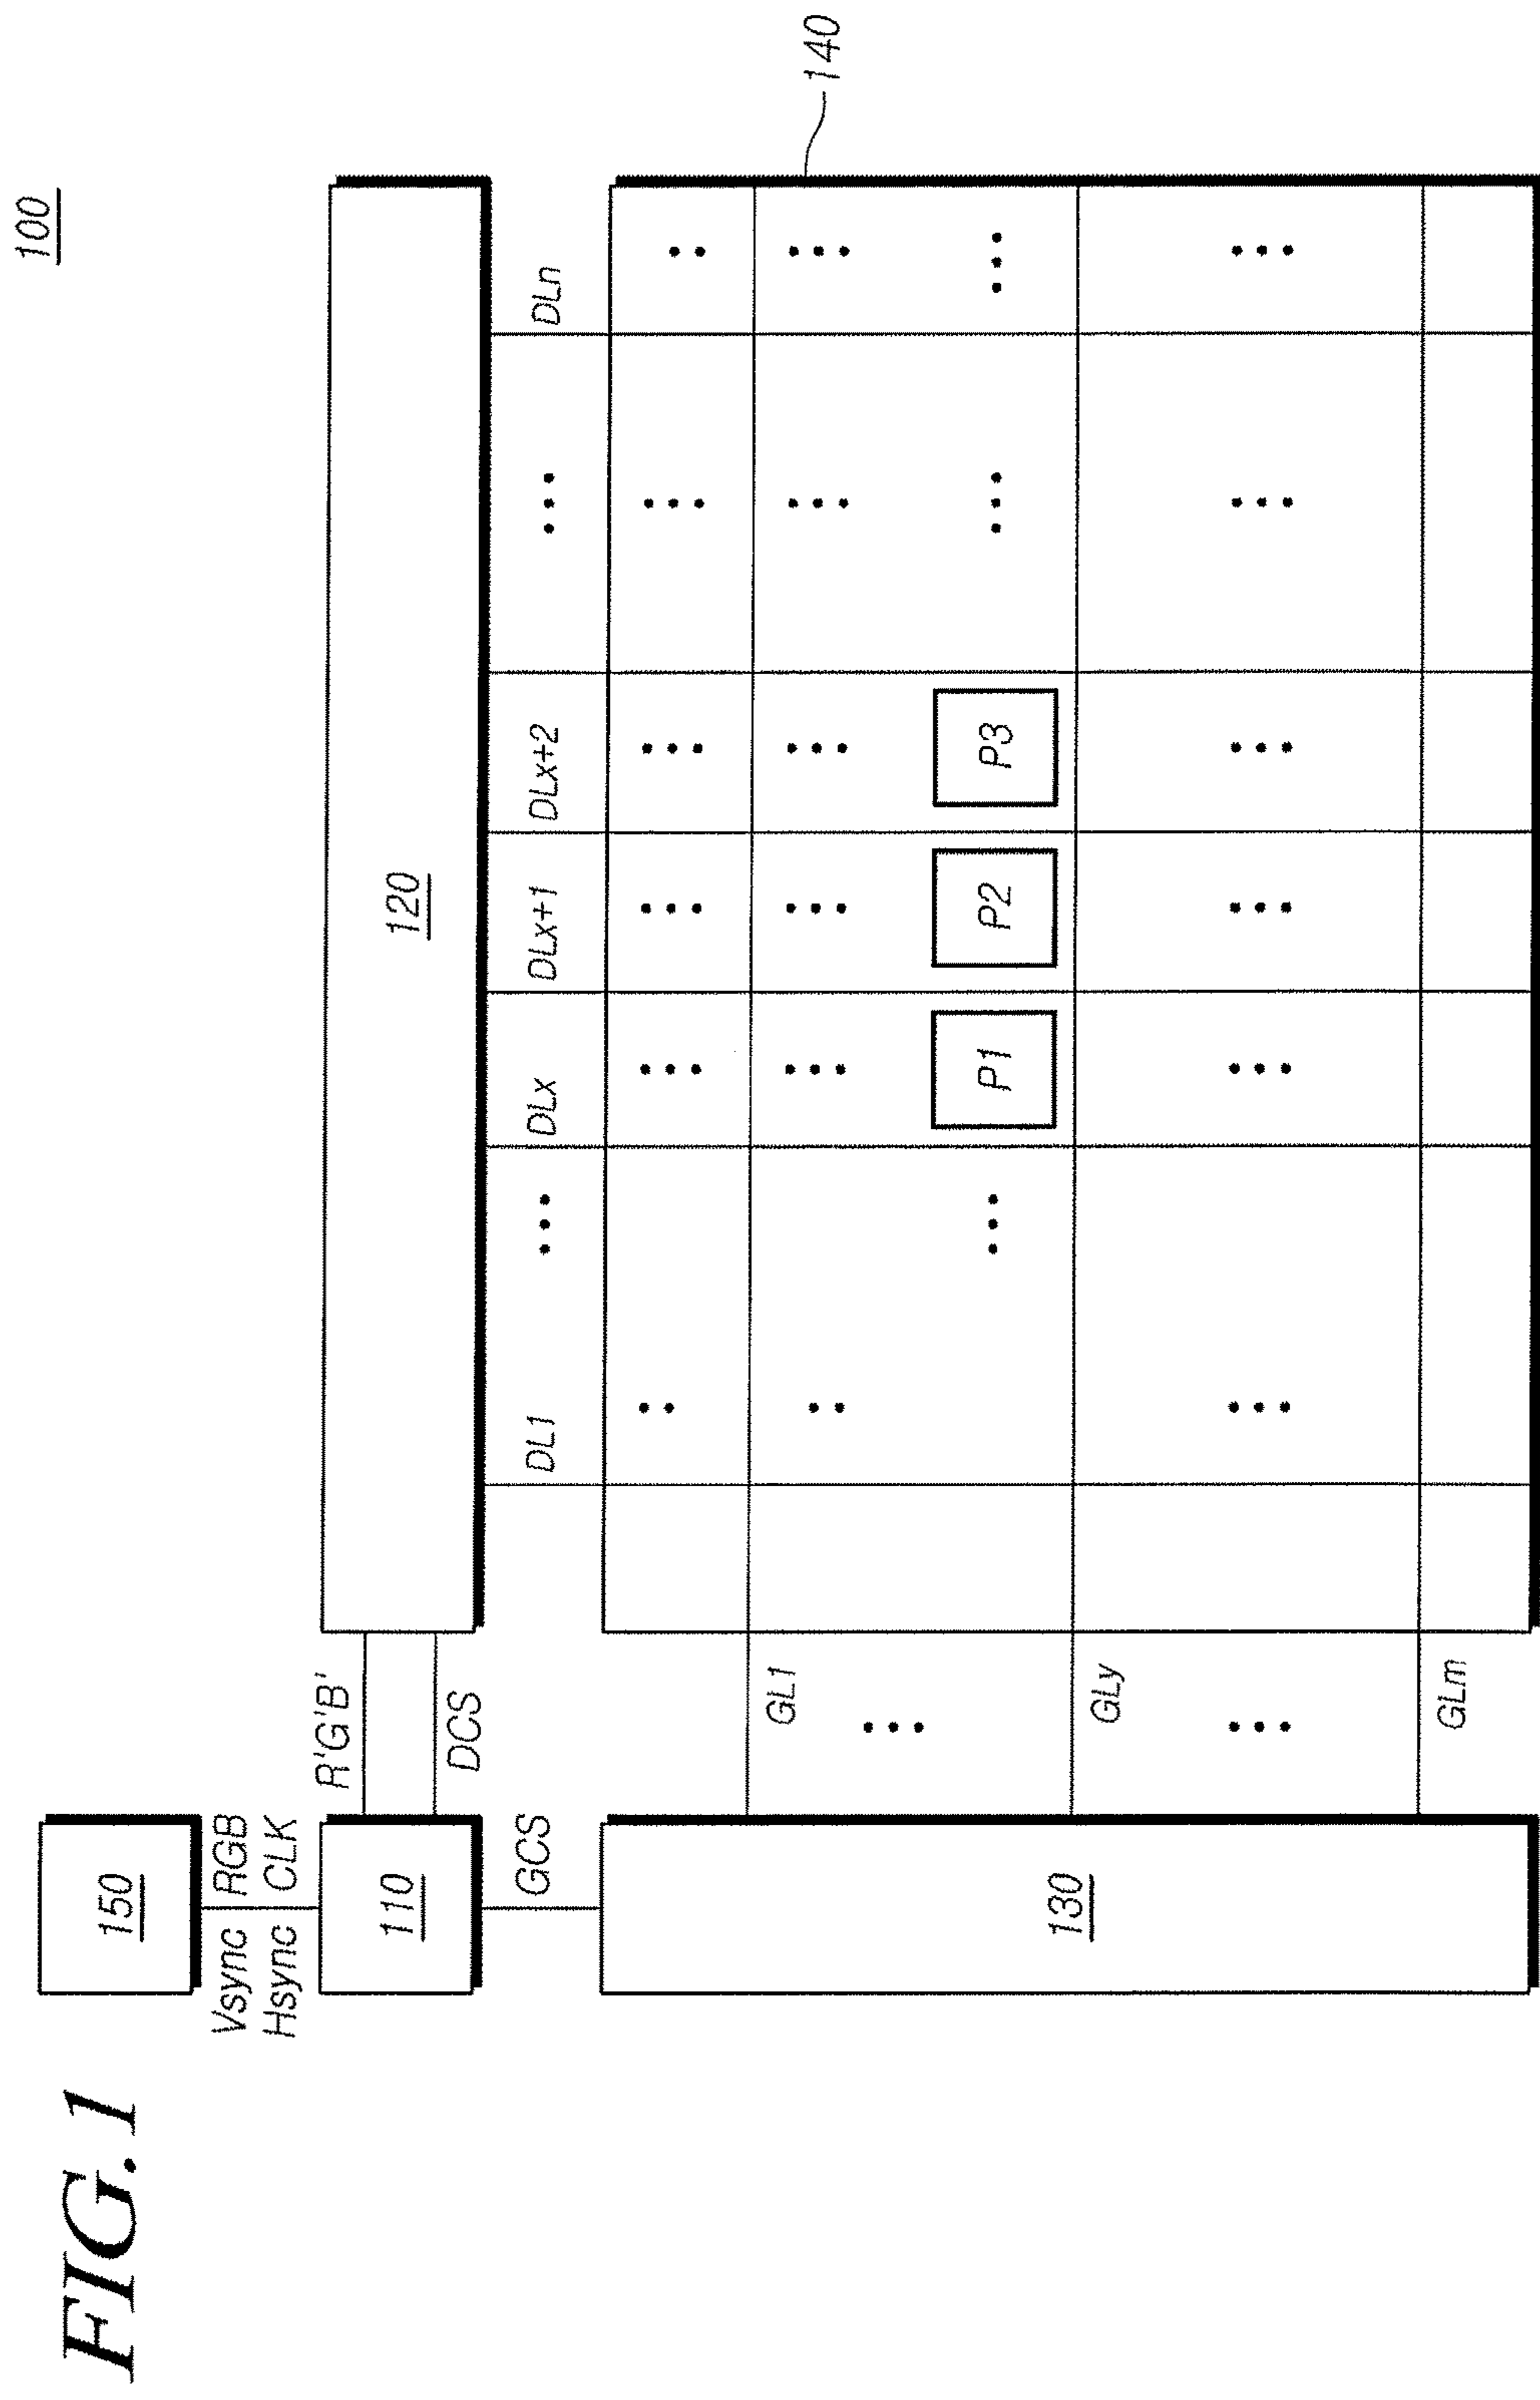 FIG. 1
100
150
Vsync RGB
Hsync CLK
110
R'G'B'
DCS
120
GCS
DL1
DLx
DLx+1
DLx+2
DLn
140
130
GL1
P1
P2
P3
GLy
GLm